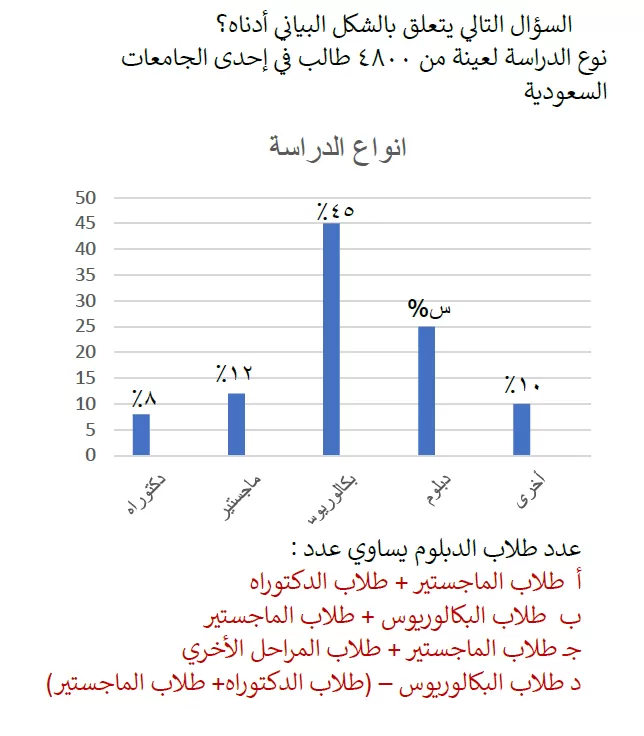 السؤال التالي يتعلق بالشكل البياني أدناه؟
نوع الدراسة لعينة من ٤٨٠٠ طالب في إحدى الجامعات
السعودية
انواع الدراسة
50
45
40
35
30
25
20
15
10
5
0
٪٨
٪١٢
٪٤٥
س%
٪١٠
دكتوراه
ماجستير
بكالوريوس
دبلوم
أخرى
عدد طلاب الدبلوم يساوي عدد :
أ طلاب الماجستير + طلاب الدكتوراه
ب طلاب البكالوريوس + طلاب الماجستير
جـ طلاب الماجستير + طلاب المراحل الأخري
د طلاب البكالوريوس – (طلاب الدكتوراه+ طلاب الماجستير)